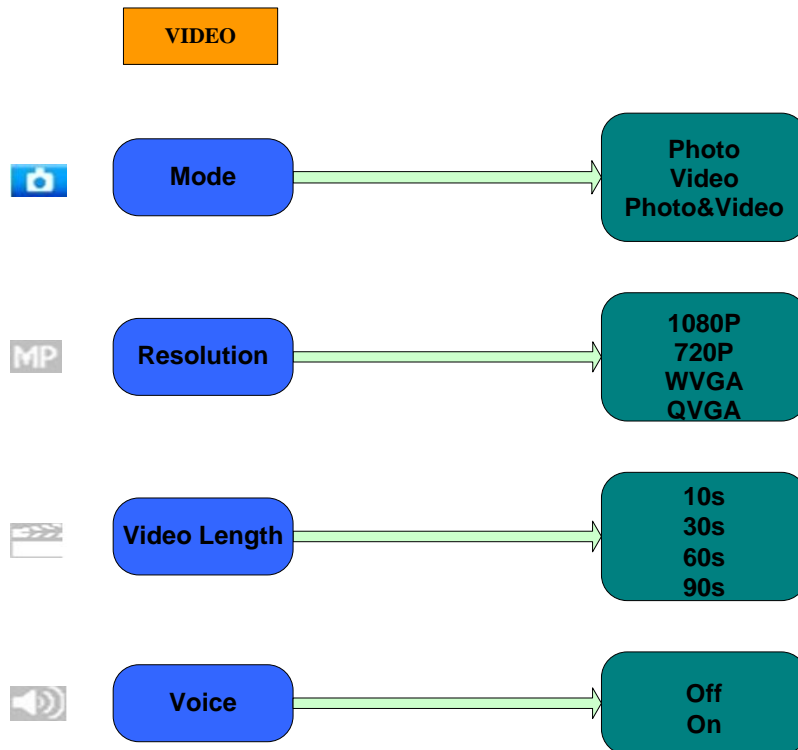 VIDEO
Mode
Photo
Video
Photo&Video
MP
Resolution
1080P
720P
WVGA
QVGA
Video Length
10s
30s
60s
90s
Voice
Off
On